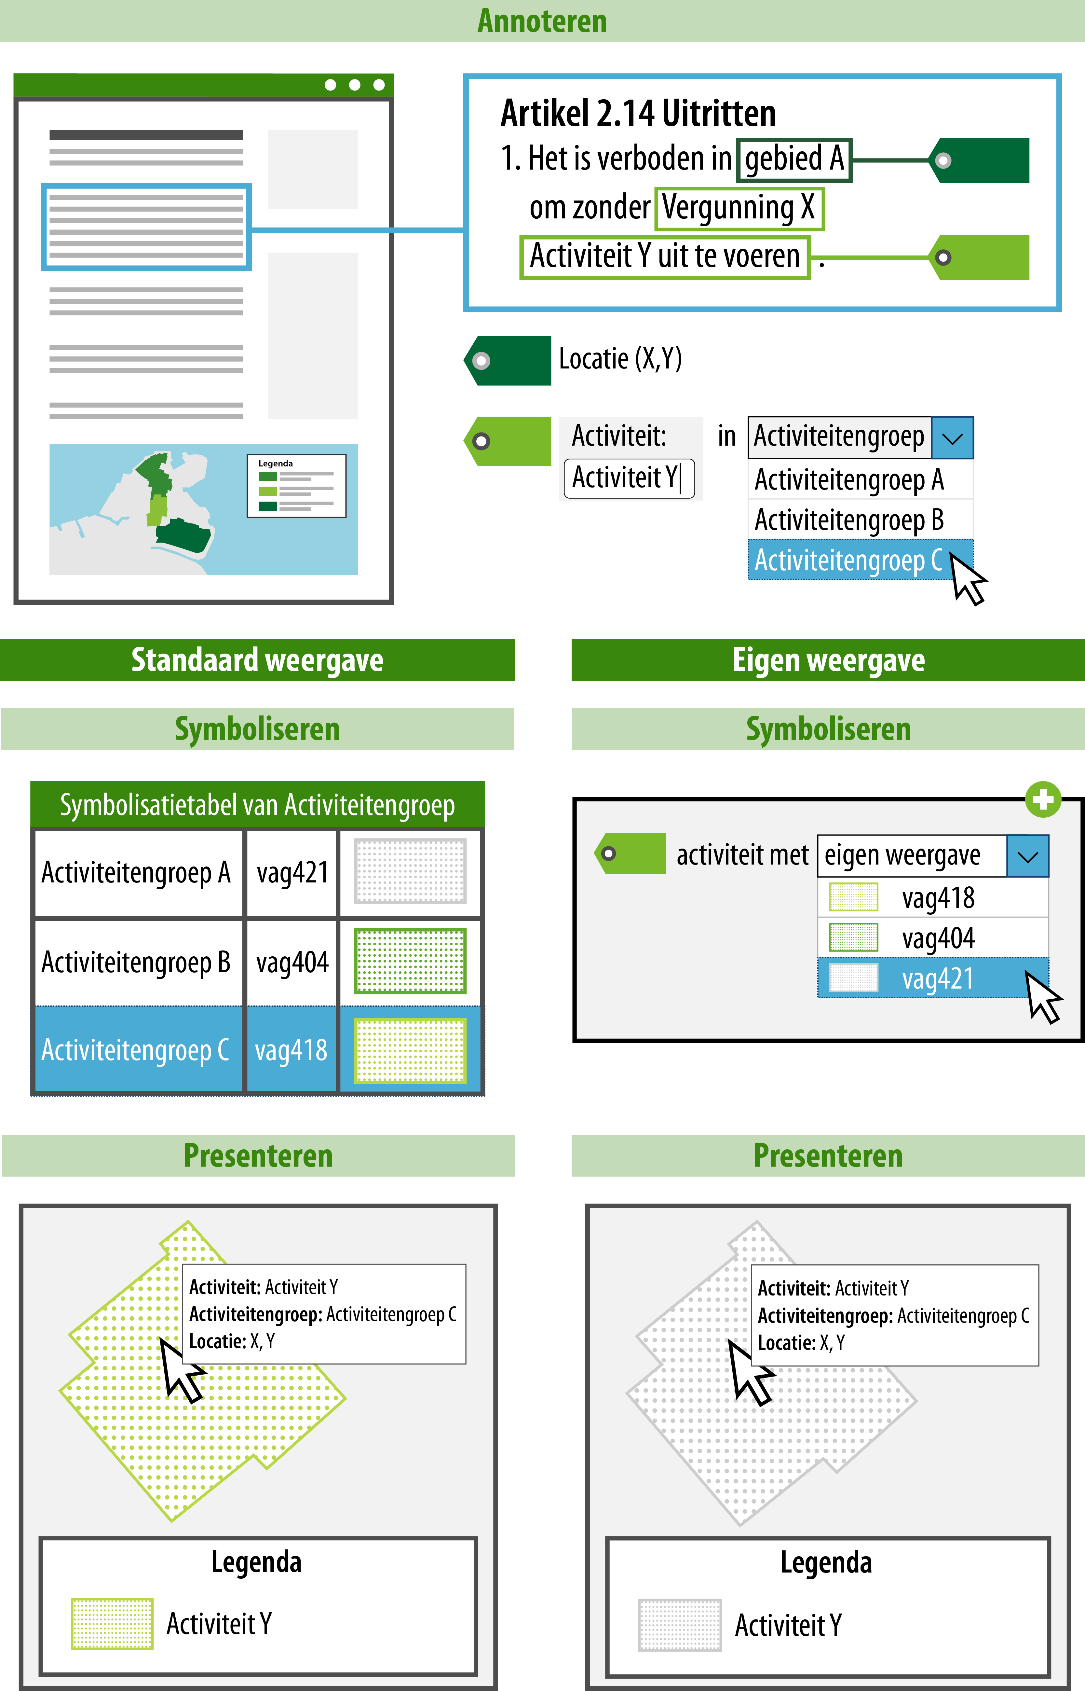 Annoteren
Artikel 2.14 Uitritten
1. Het is verboden in gebied A
om zonder Vergunning X
Activiteit Y uit te voeren .
Legenda
Locatie (X,Y)
Activiteit: in Activiteitengroep
Activiteit Y
Activiteitengroep A
Activiteitengroep B
Activiteitengroep C
Standaard weergave
Symboliseren
Symbolisatietabel van Activiteitengroep
Activiteitengroep A vag421
Activiteitengroep B vag404
Activiteitengroep C vag418
Presenteren
Activiteit: Activiteit Y
Activiteitengroep: Activiteitengroep C
Locatie: X, Y
Legenda
Activiteit Y
Eigen weergave
Symboliseren
activiteit met eigen weergave
vag418
vag404
vag421
Presenteren
Activiteit: Activiteit Y
Activiteitengroep: Activiteitengroep C
Locatie: X, Y
Legenda
Activiteit Y